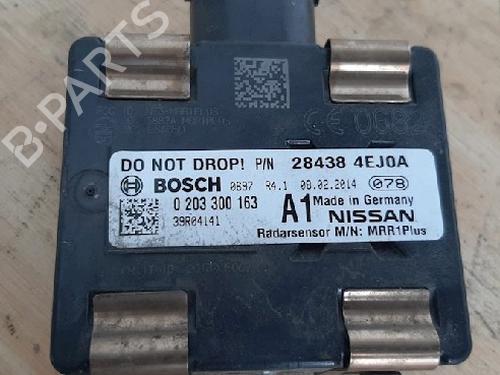 B-PARTS
CE 0682
DO NOT DROP! P/N 28438 4EJ0A
BOSCH 0697 R4.1 08.02.2014 078
0 203 300 163 A1 Made in Germany
39R04141 NISSAN
Radarsensor M/N: MRR1Plus